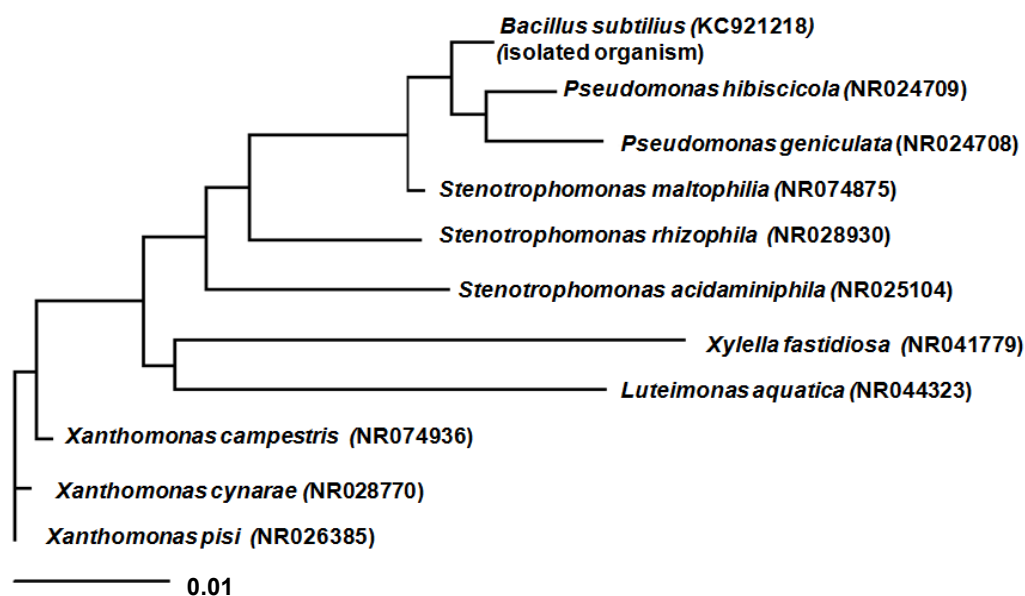 Bacillus subtilius (KC921218)
(isolated organism)
Pseudomonas hibiscicola (NR024709)
Pseudomonas geniculata (NR024708)
Stenotrophomonas maltophilia (NR074875)
Stenotrophomonas rhizophila (NR028930)
Stenotrophomonas acidaminiphila (NR025104)
Xylella fastidiosa (NR041779)
Luteimonas aquatica (NR044323)
Xanthomonas campestris (NR074936)
Xanthomonas cynarae (NR028770)
Xanthomonas pisi (NR026385)
0.01